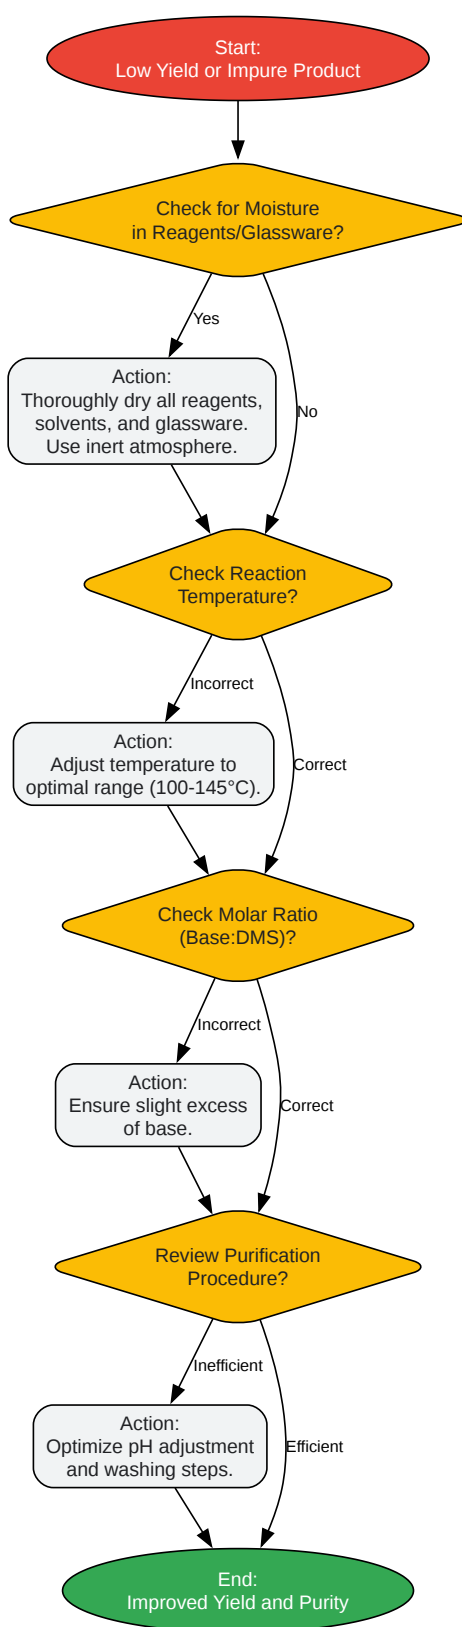 Start:
Low Yield or Impure Product
Check for Moisture
in Reagents/Glassware?
Yes
No
Action:
Thoroughly dry all reagents,
solvents, and glassware.
Use inert atmosphere.
Check Reaction
Temperature?
Incorrect
Correct
Action:
Adjust temperature to
optimal range (100-145°C).
Check Molar Ratio
(Base:DMS)?
Incorrect
Correct
Action:
Ensure slight excess
of base.
Review Purification
Procedure?
Inefficient
Efficient
Action:
Optimize pH adjustment
and washing steps.
End:
Improved Yield and Purity